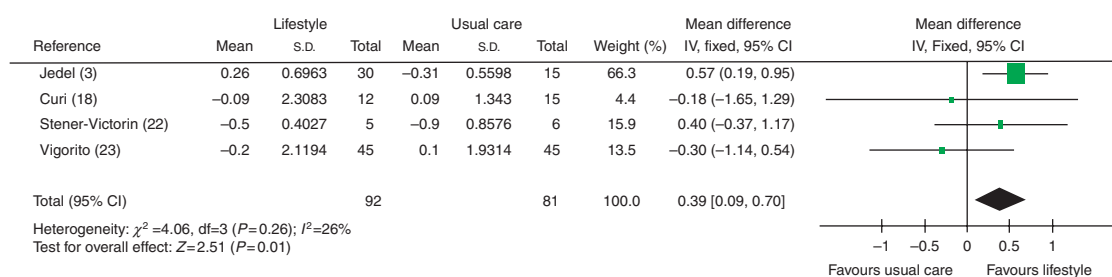 Lifestyle Usual care Mean difference Mean difference
Reference Mean S.D. Total Mean S.D. Total Weight (%) IV, fixed, 95% CI IV, Fixed, 95% CI
Jedel (3) 0.26 0.6963 30 −0.31 0.5598 15 66.3 0.57 (0.19, 0.95)
Curi (18) −0.09 2.3083 12 0.09 1.343 15 4.4 −0.18 (−1.65, 1.29)
Stener-Victorin (22) −0.5 0.4027 5 −0.9 0.8576 6 15.9 0.40 (−0.37, 1.17)
Vigorito (23) −0.2 2.1194 45 0.1 1.9314 45 13.5 −0.30 (−1.14, 0.54)
Total (95% CI) 92 81 100.0 0.39 [0.09, 0.70]
Heterogeneity: χ² =4.06, df=3 (P=0.26); I²=26%
Test for overall effect: Z=2.51 (P=0.01)
−1 −0.5 0 0.5 1
Favours usual care Favours lifestyle